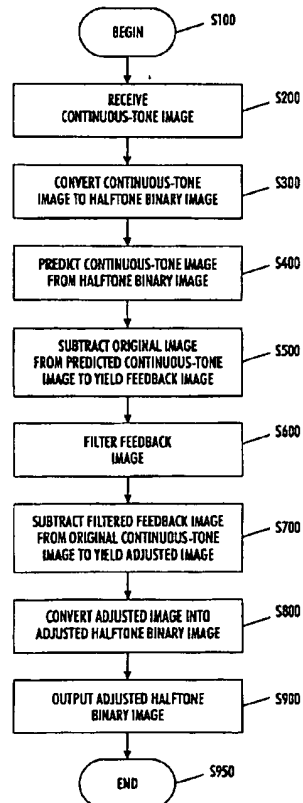 BEGIN
S100
RECEIVE
CONTINUOUS-TONE IMAGE
S200
CONVERT CONTINUOUS-TONE
IMAGE TO HALFTONE BINARY IMAGE
S300
PREDICT CONTINUOUS-TONE IMAGE
FROM HALFTONE BINARY IMAGE
S400
SUBTRACT ORIGINAL IMAGE
FROM PREDICTED CONTINUOUS-TONE
IMAGE TO YIELD FEEDBACK IMAGE
S500
FILTER FEEDBACK
IMAGE
S600
SUBTRACT FILTERED FEEDBACK IMAGE
FROM ORIGINAL CONTINUOUS-TONE
IMAGE TO YIELD ADJUSTED IMAGE
S700
CONVERT ADJUSTED IMAGE INTO
ADJUSTED HALFTONE BINARY IMAGE
S800
OUTPUT ADJUSTED HALFTONE
BINARY IMAGE
S900
END
S950